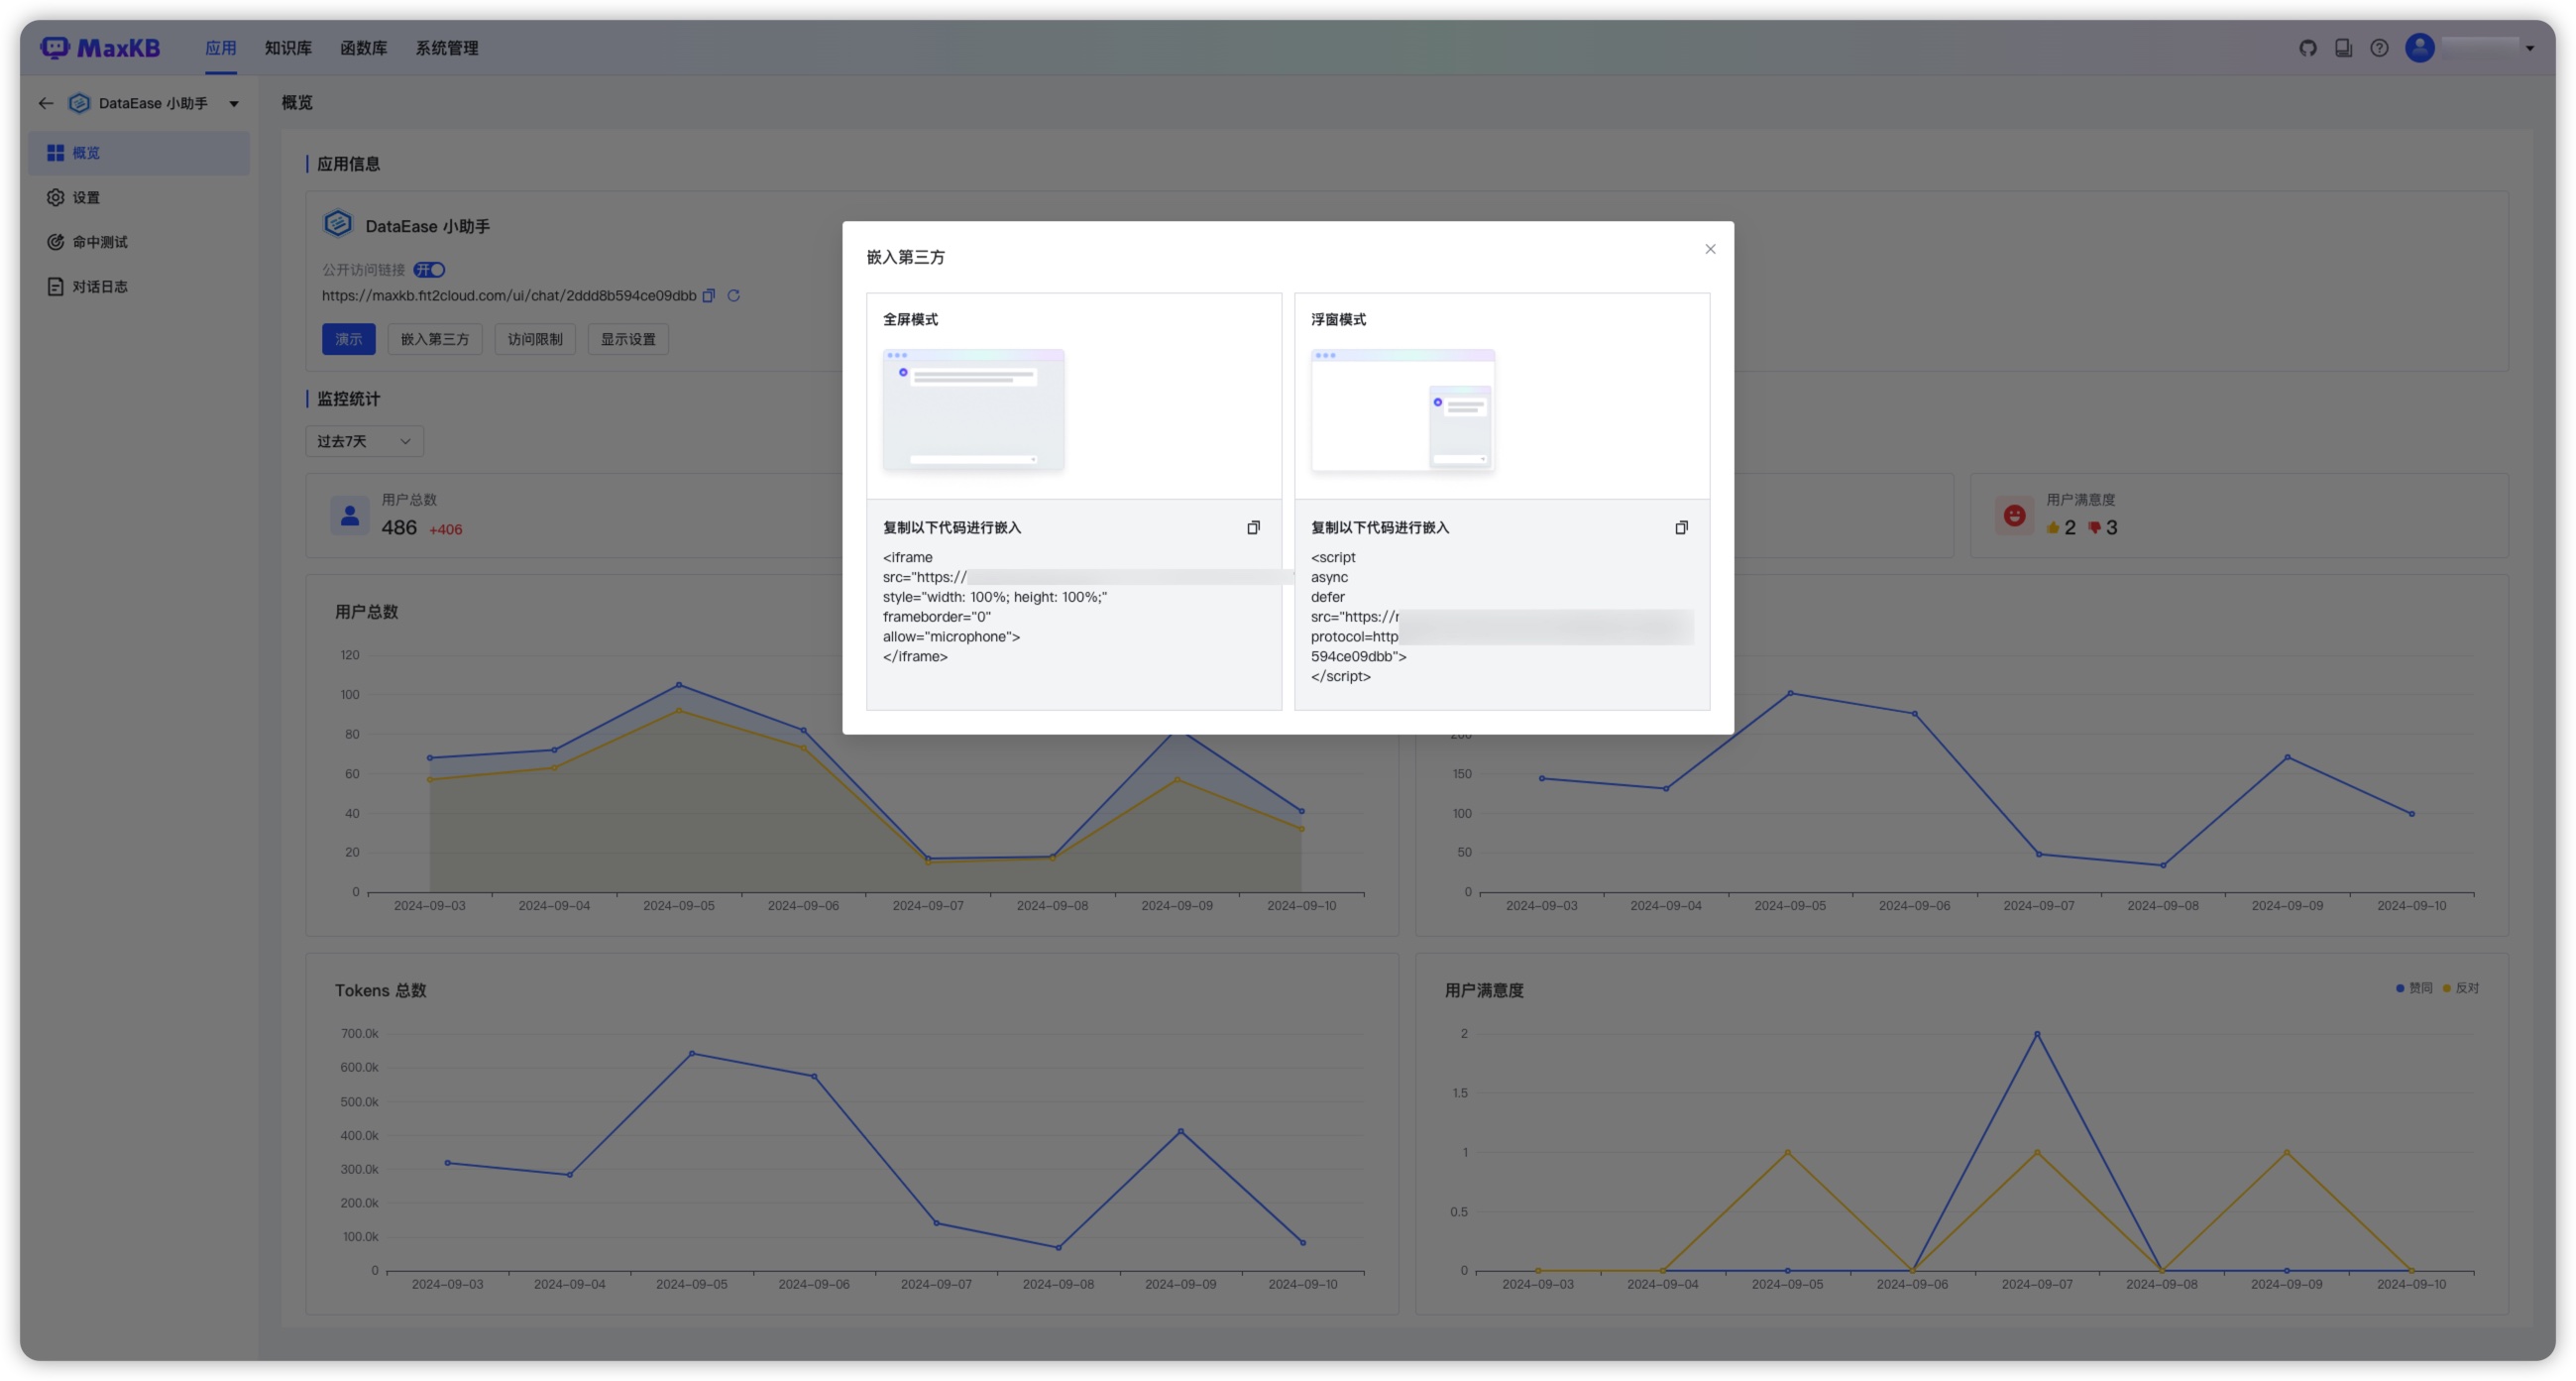 MaxKB
应用
知识库
函数库
系统管理
DataEase 小助手
概览
设置
命中测试
对话日志
概览
应用信息
DataEase 小助手
公开访问链接 开
https://maxkb.fit2cloud.com/ui/chat/2ddd8b594ce09dbb
演示
嵌入第三方
访问限制
显示设置
监控统计
过去7天
用户总数
486 +406
用户满意度
2 3
嵌入第三方
全屏模式
复制以下代码进行嵌入
<iframe
src="https://
style="width: 100%; height: 100%;"
frameborder="0"
allow="microphone">
</iframe>
浮窗模式
复制以下代码进行嵌入
<script
async
defer
src="https://
protocol=http
594ce09dbb">
</script>
用户总数
120
100
80
60
40
20
0
2024-09-03 2024-09-04 2024-09-05 2024-09-06 2024-09-07 2024-09-08 2024-09-09 2024-09-10
150
100
50
0
2024-09-03 2024-09-04 2024-09-05 2024-09-06 2024-09-07 2024-09-08 2024-09-09 2024-09-10
Tokens 总数
700.0k
600.0k
500.0k
400.0k
300.0k
200.0k
100.0k
0
2024-09-03 2024-09-04 2024-09-05 2024-09-06 2024-09-07 2024-09-08 2024-09-09 2024-09-10
用户满意度
赞同 反对
2
1.5
1
0.5
0
2024-09-03 2024-09-04 2024-09-05 2024-09-06 2024-09-07 2024-09-08 2024-09-09 2024-09-10